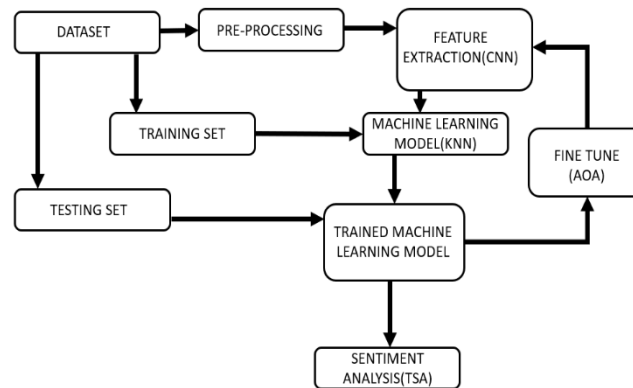 DATASET
PRE-PROCESSING
FEATURE
EXTRACTION(CNN)
TRAINING SET
MACHINE LEARNING
MODEL(KNN)
FINE TUNE
(AOA)
TESTING SET
TRAINED MACHINE
LEARNING MODEL
SENTIMENT
ANALYSIS(TSA)